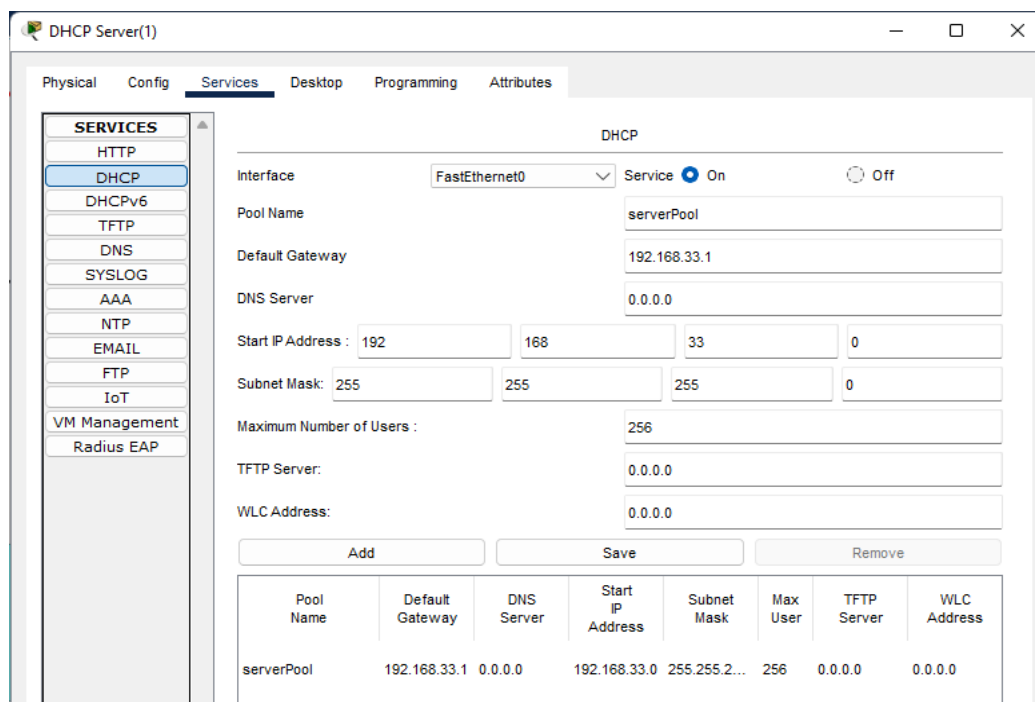 DHCP Server(1)
Physical Config Services Desktop Programming Attributes
SERVICES
HTTP
DHCP
DHCPv6
TFTP
DNS
SYSLOG
AAA
NTP
EMAIL
FTP
IoT
VM Management
Radius EAP
DHCP
Interface FastEthernet0 Service On Off
Pool Name serverPool
Default Gateway 192.168.33.1
DNS Server 0.0.0.0
Start IP Address : 192 168 33 0
Subnet Mask: 255 255 255 0
Maximum Number of Users : 256
TFTP Server: 0.0.0.0
WLC Address: 0.0.0.0
Add Save Remove
Pool Name Default Gateway DNS Server Start IP Address Subnet Mask Max User TFTP Server WLC Address
serverPool 192.168.33.1 0.0.0.0 192.168.33.0 255.255.2... 256 0.0.0.0 0.0.0.0